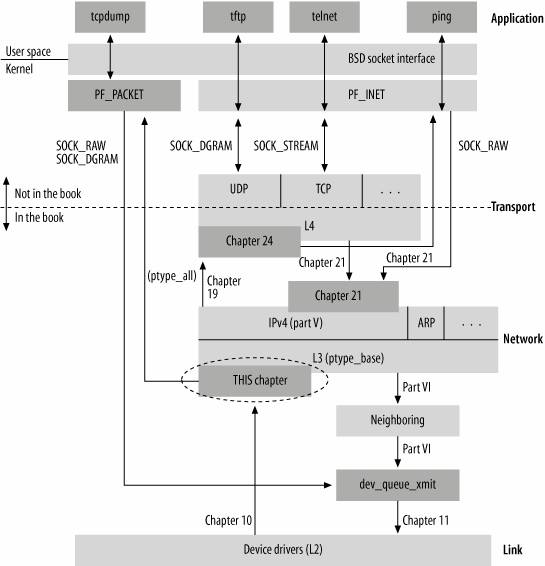 tcpdump
tftp
telnet
ping
Application
User space
Kernel
BSD socket interface
PF_PACKET
PF_INET
SOCK_RAW
SOCK_DGRAM
SOCK_DGRAM
SOCK_STREAM
SOCK_RAW
Not in the book
In the book
UDP
TCP
. . .
Transport
L4
Chapter 24
Chapter 21
Chapter 21
(ptype_all)
Chapter
19
Chapter 21
IPv4 (part V)
ARP
. . .
Network
L3 (ptype_base)
THIS chapter
Part VI
Neighboring
Part VI
dev_queue_xmit
Chapter 10
Chapter 11
Device drivers (L2)
Link